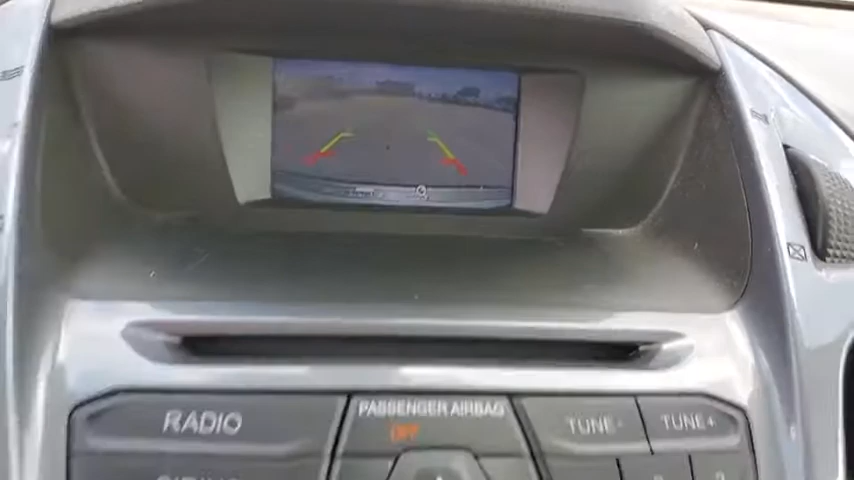 RADIO
PASSENGER AIRBAG
OFF
TUNE-
TUNE+